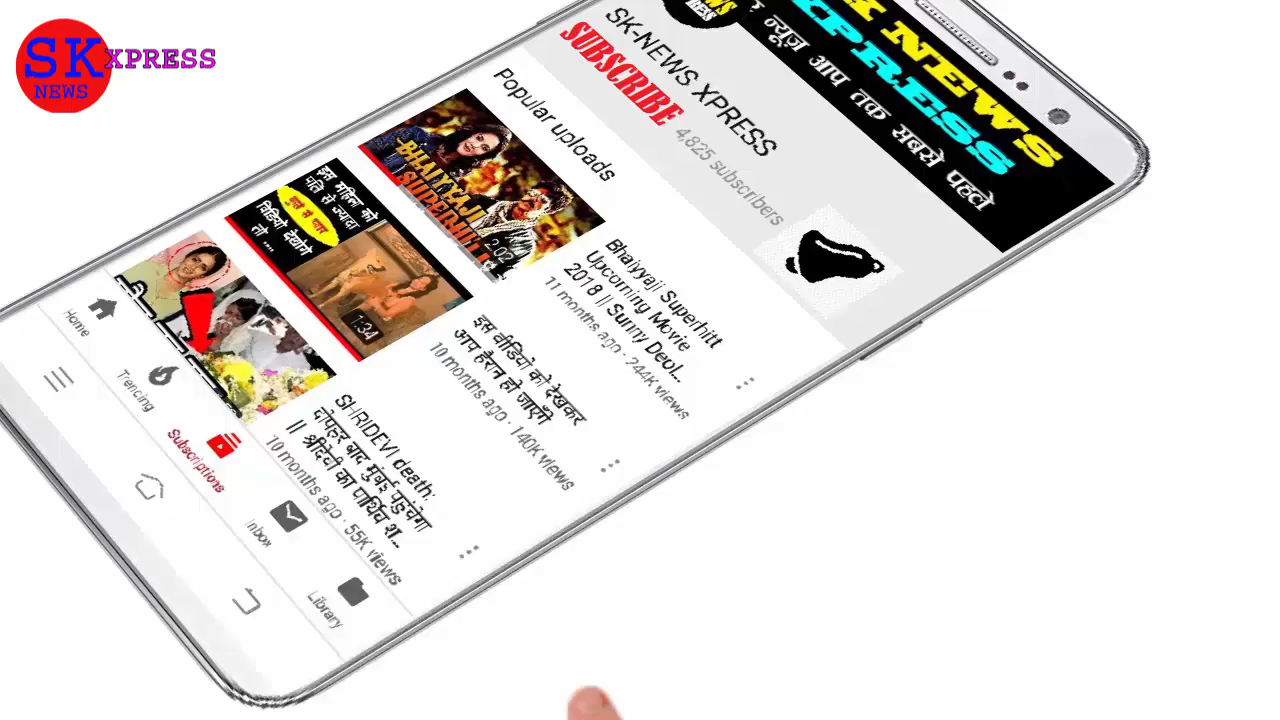 SK
XPRESS
NEWS
K NEWS
XPRESS
न्यूज़ आप तक सबसे पहले
NEWS
SK-NEWS XPRESS
SUBSCRIBE
4,825 subscribers
Popular uploads
BHAIYYAJI
SUPERHIT
2:02
Bhaiyyaji Superhitt
Upcoming Movie
2018 || Sunny Deol...
11 months ago · 244K views
इस महिला को
पति से ज्यादा
कुत्ते से प्यार
विडियो देखोगे
तो ....
1:34
इस वीडियो को देखकर
आप हैरान हो जाएँगे
10 months ago · 140K views
SHRIDEVI death:
दोपहर बाद मुंबई पहुंचेगा
|| श्रीदेवी का पार्थिव श...
10 months ago · 55K views
Home
Trending
Subscriptions
Inbox
Library